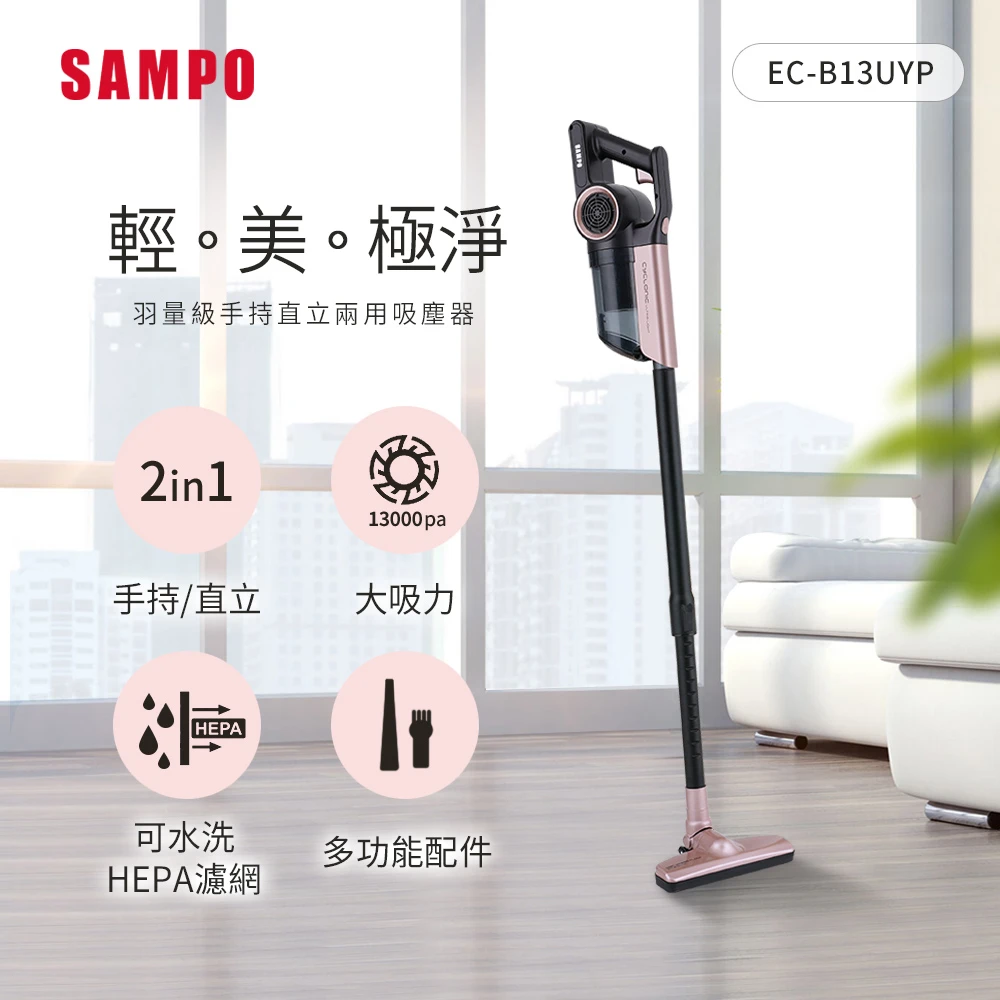 SAMPO
EC-B13UYP
輕。美。極淨
羽量級手持直立兩用吸塵器
2in1
13000pa
手持/直立
大吸力
HEPA
可水洗
HEPA濾網
多功能配件
SAMPO
CYCLONIC